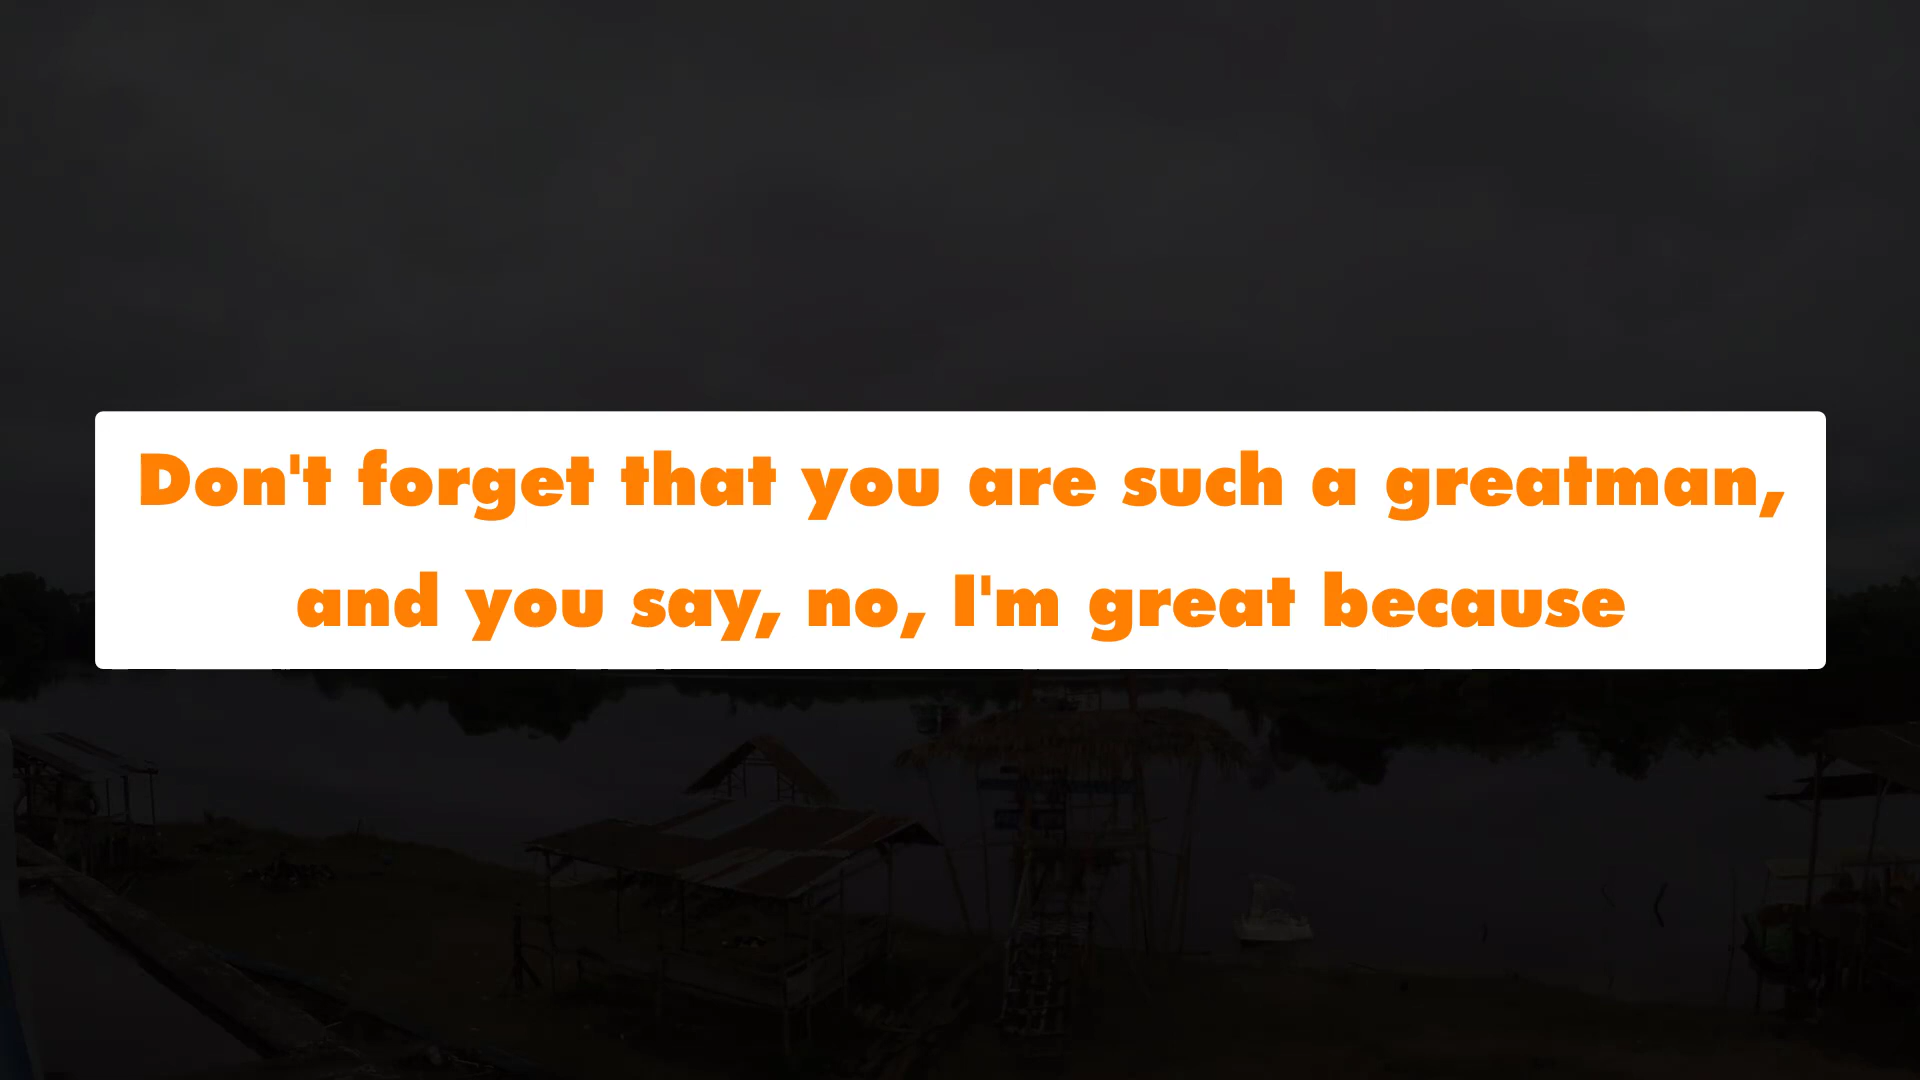 Don't forget that you are such a greatman,
and you say, no, I'm great because